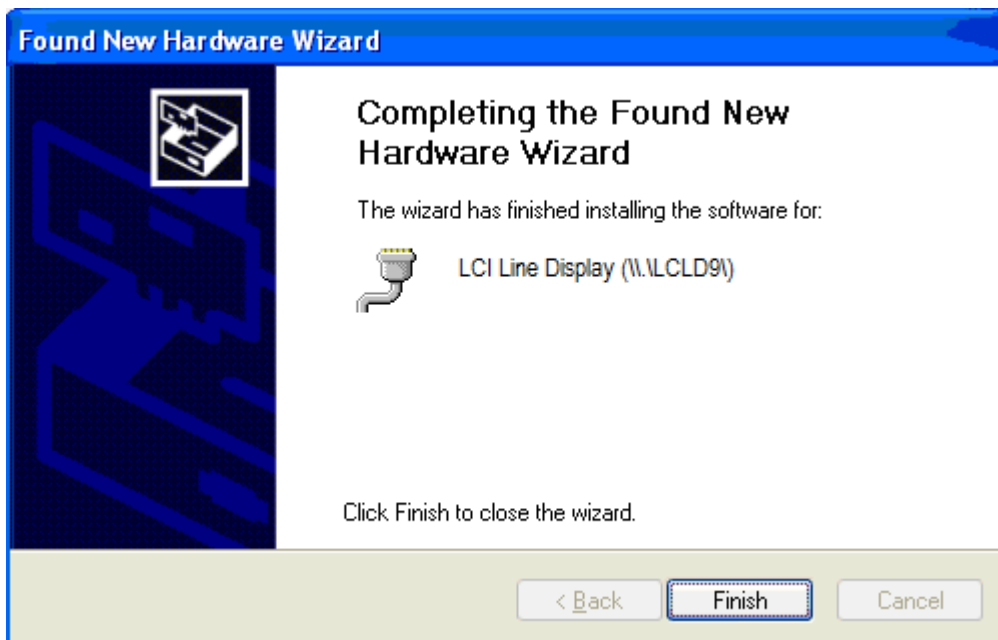 Found New Hardware Wizard
Completing the Found New
Hardware Wizard
The wizard has finished installing the software for:
LCI Line Display (\\.\LCLD9\)
Click Finish to close the wizard.
< Back
Finish
Cancel